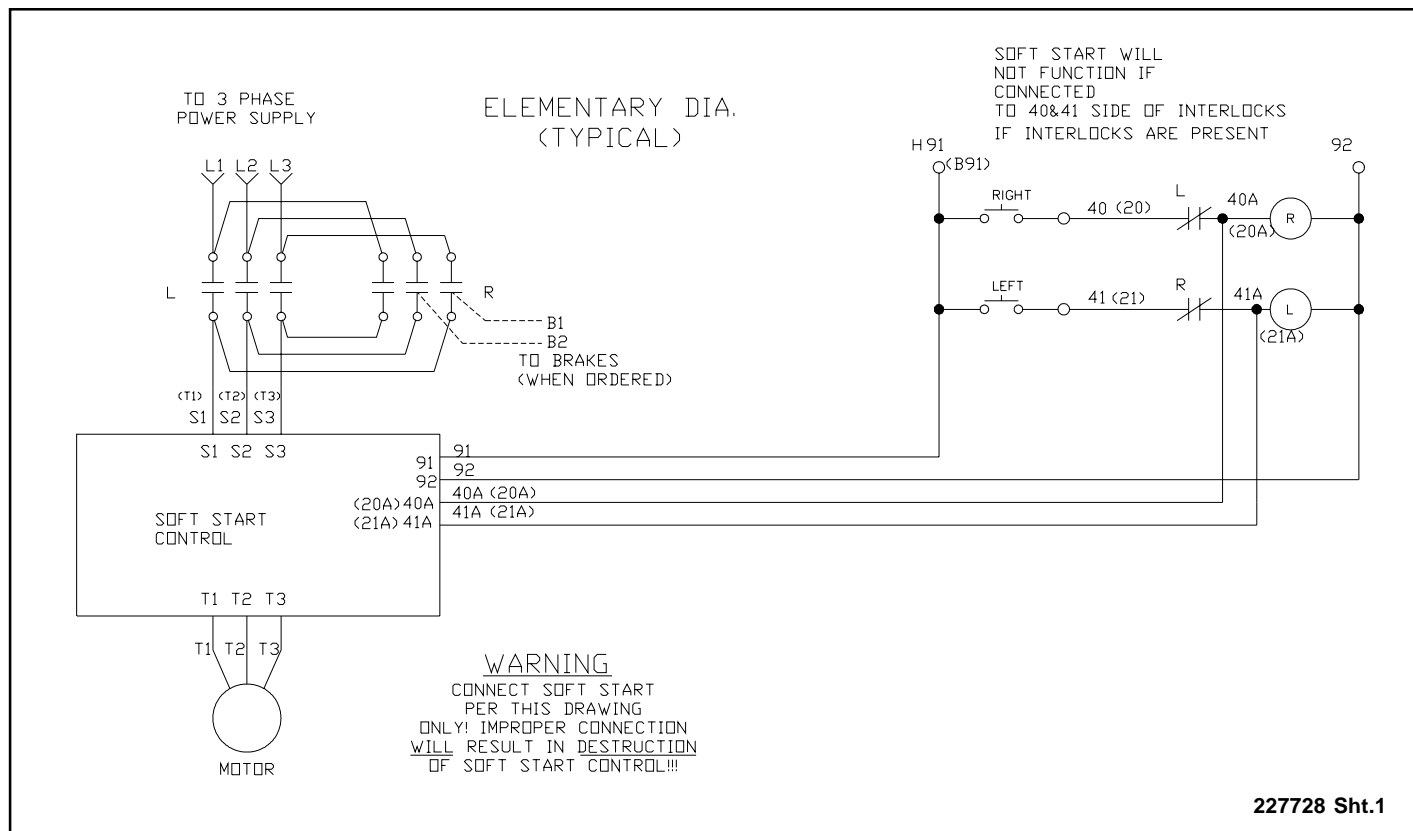 TO 3 PHASE
POWER SUPPLY
ELEMENTARY DIA.
(TYPICAL)
SOFT START WILL
NOT FUNCTION IF
CONNECTED
TO 40&41 SIDE OF INTERLOCKS
IF INTERLOCKS ARE PRESENT
H 91
(B91)
92
L1 L2 L3
RIGHT
40 (20)
L
40A
(20A)
R
L
R
LEFT
41 (21)
R
41A
(21A)
L
B1
B2
TO BRAKES
(WHEN ORDERED)
(T1) (T2) (T3)
S1 S2 S3
S1 S2 S3
91
91
92
92
(20A) 40A
40A (20A)
(21A) 41A
41A (21A)
SOFT START
CONTROL
T1 T2 T3
T1 T2 T3
MOTOR
WARNING
CONNECT SOFT START
PER THIS DRAWING
ONLY! IMPROPER CONNECTION
WILL RESULT IN DESTRUCTION
OF SOFT START CONTROL!!!
227728 Sht.1